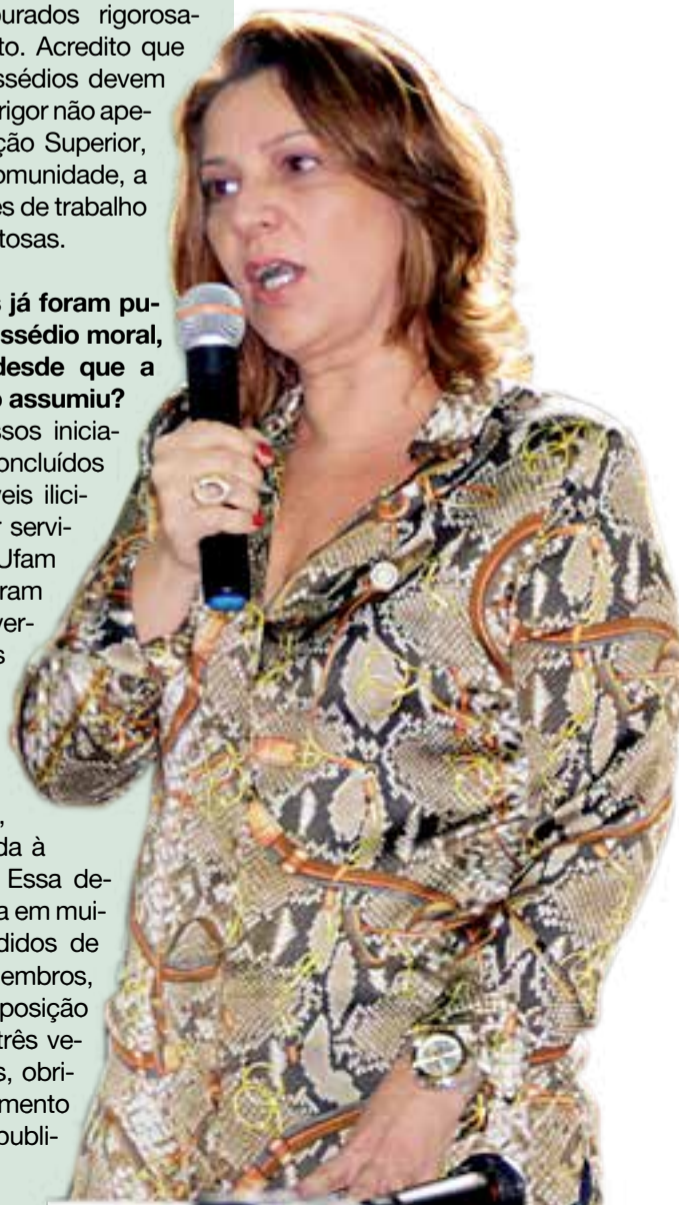 urados rigorosa-
to. Acredito que
ssédios devem
rigor não ape-
ção Superior,
omunidade, a
es de trabalho
tosas.
s já foram pu-
ssédio moral,
desde que a
o assumiu?
ssos inicia-
oncluídos
veis ilici-
r servi-
Ufam
ram
ver-
s
,
da à
Essa de-
a em mui-
didos de
embros,
posição
três ve-
s, obri-
mento
publi-